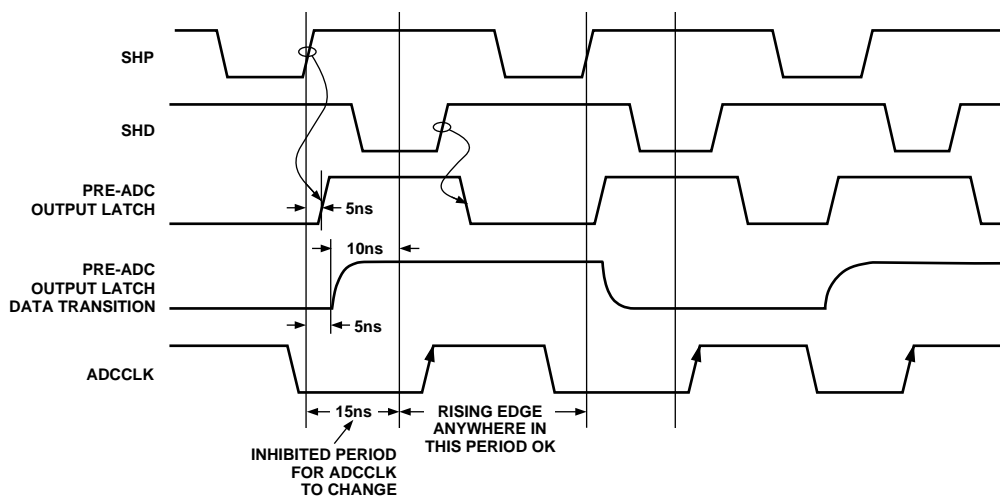 SHP
SHD
PRE-ADC
OUTPUT LATCH
5ns
10ns
PRE-ADC
OUTPUT LATCH
DATA TRANSITION
5ns
ADCCLK
15ns
RISING EDGE
ANYWHERE IN
THIS PERIOD OK
INHIBITED PERIOD
FOR ADCCLK
TO CHANGE